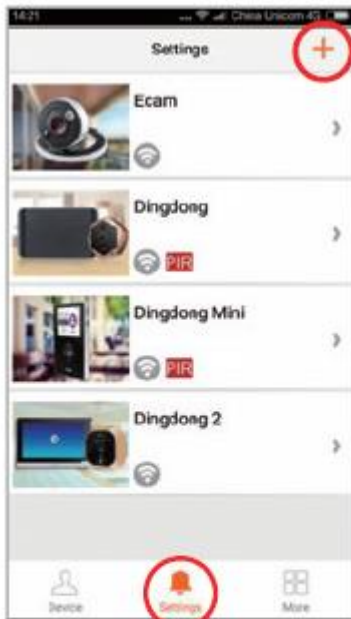 14:21 ... China Unicom 4G
Settings
Ecam
Dingdong
PIR
Dingdong Mini
PIR
Dingdong 2
Device Settings More